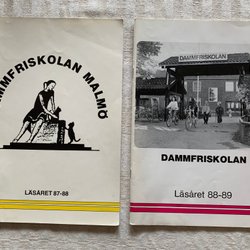 DAMMFRISKOLAN MALMÖ
LÄSÅRET 87-88
DAMMFRISKOLAN
DAMMFRISKOLAN
Läsåret 88-89